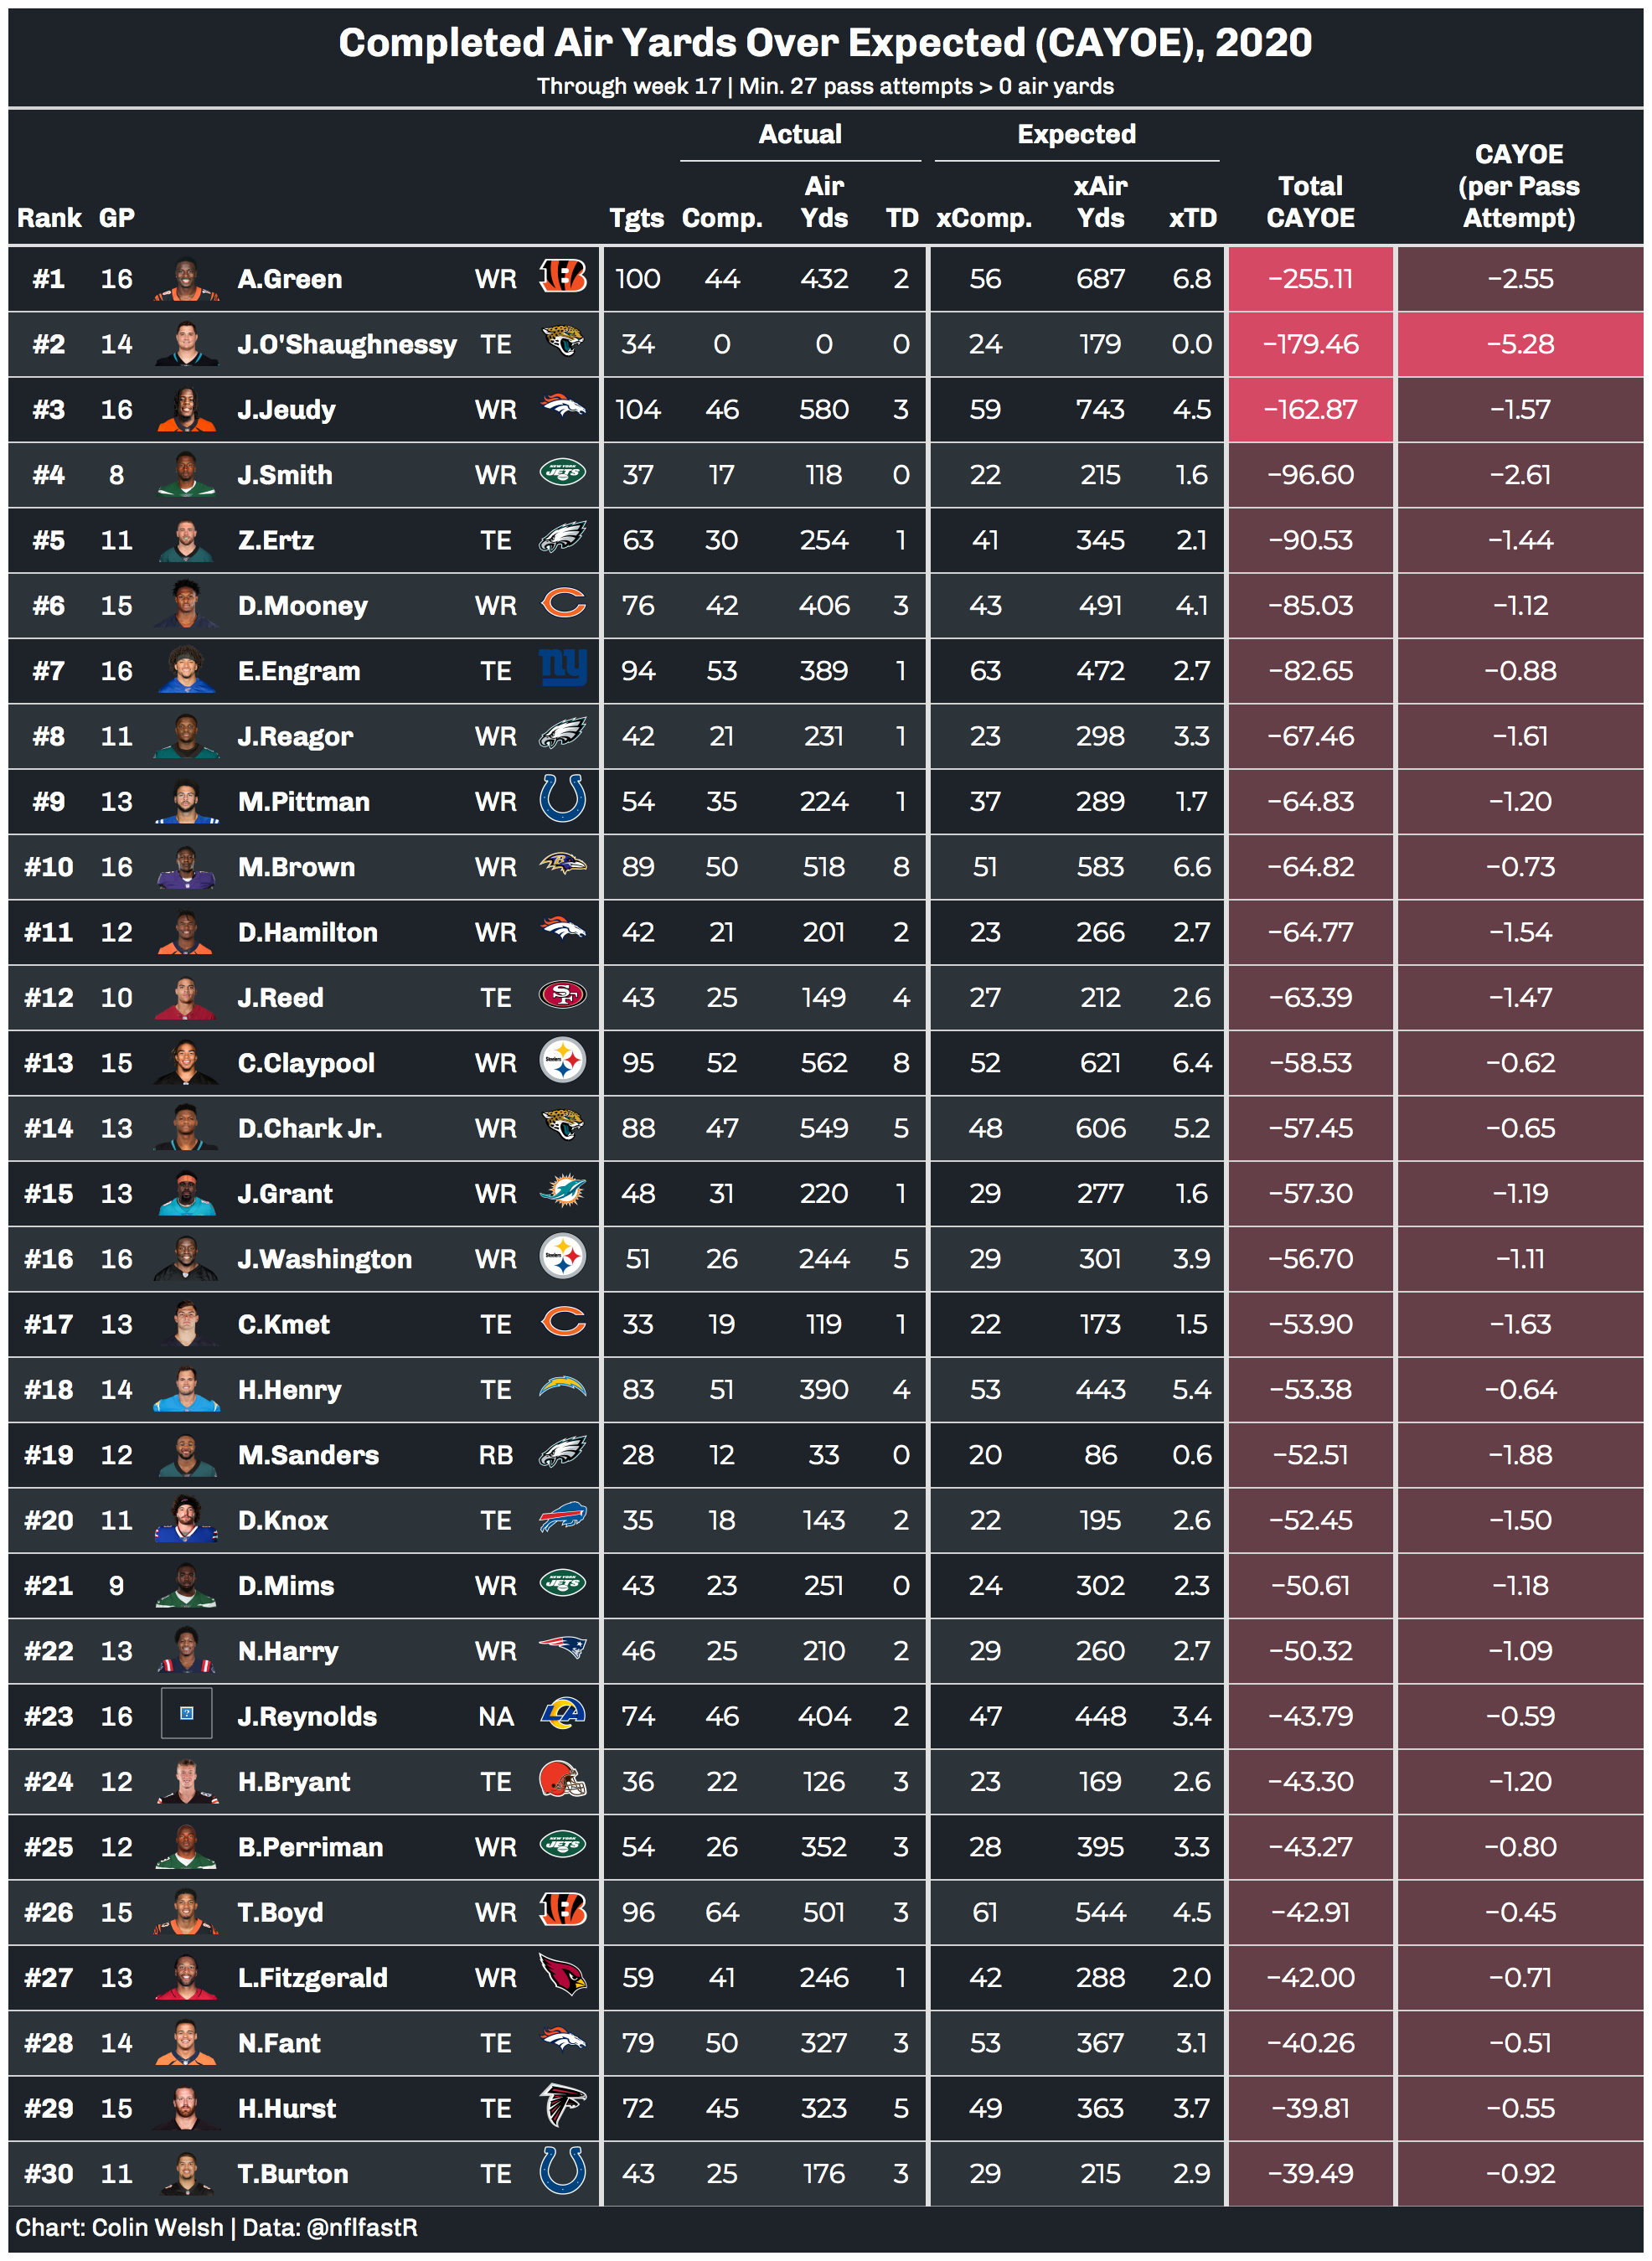 Completed Air Yards Over Expected (CAYOE), 2020
Through week 17 | Min. 27 pass attempts > 0 air yards
Actual Expected
Rank GP Tgts Comp. Air Yds TD xComp. xAir Yds xTD Total CAYOE CAYOE (per Pass Attempt)
#1 16 A.Green WR 100 44 432 2 56 687 6.8 −255.11 −2.55
#2 14 J.O'Shaughnessy TE 34 0 0 0 24 179 0.0 −179.46 −5.28
#3 16 J.Jeudy WR 104 46 580 3 59 743 4.5 −162.87 −1.57
#4 8 J.Smith WR NEW YORK JETS 37 17 118 0 22 215 1.6 −96.60 −2.61
#5 11 Z.Ertz TE 63 30 254 1 41 345 2.1 −90.53 −1.44
#6 15 D.Mooney WR 76 42 406 3 43 491 4.1 −85.03 −1.12
#7 16 E.Engram TE ny 94 53 389 1 63 472 2.7 −82.65 −0.88
#8 11 J.Reagor WR 42 21 231 1 23 298 3.3 −67.46 −1.61
#9 13 M.Pittman WR 54 35 224 1 37 289 1.7 −64.83 −1.20
#10 16 M.Brown WR 89 50 518 8 51 583 6.6 −64.82 −0.73
#11 12 D.Hamilton WR 42 21 201 2 23 266 2.7 −64.77 −1.54
#12 10 J.Reed TE SF 43 25 149 4 27 212 2.6 −63.39 −1.47
#13 15 C.Claypool WR Steelers 95 52 562 8 52 621 6.4 −58.53 −0.62
#14 13 D.Chark Jr. WR 88 47 549 5 48 606 5.2 −57.45 −0.65
#15 13 J.Grant WR 48 31 220 1 29 277 1.6 −57.30 −1.19
#16 16 J.Washington WR Steelers 51 26 244 5 29 301 3.9 −56.70 −1.11
#17 13 C.Kmet TE 33 19 119 1 22 173 1.5 −53.90 −1.63
#18 14 H.Henry TE 83 51 390 4 53 443 5.4 −53.38 −0.64
#19 12 M.Sanders RB 28 12 33 0 20 86 0.6 −52.51 −1.88
#20 11 D.Knox TE 35 18 143 2 22 195 2.6 −52.45 −1.50
#21 9 D.Mims WR NEW YORK JETS 43 23 251 0 24 302 2.3 −50.61 −1.18
#22 13 N.Harry WR 46 25 210 2 29 260 2.7 −50.32 −1.09
#23 16 ? J.Reynolds NA LA 74 46 404 2 47 448 3.4 −43.79 −0.59
#24 12 H.Bryant TE 36 22 126 3 23 169 2.6 −43.30 −1.20
#25 12 B.Perriman WR NEW YORK JETS 54 26 352 3 28 395 3.3 −43.27 −0.80
#26 15 T.Boyd WR 96 64 501 3 61 544 4.5 −42.91 −0.45
#27 13 L.Fitzgerald WR 59 41 246 1 42 288 2.0 −42.00 −0.71
#28 14 N.Fant TE 79 50 327 3 53 367 3.1 −40.26 −0.51
#29 15 H.Hurst TE 72 45 323 5 49 363 3.7 −39.81 −0.55
#30 11 T.Burton TE 43 25 176 3 29 215 2.9 −39.49 −0.92
Chart: Colin Welsh | Data: @nflfastR